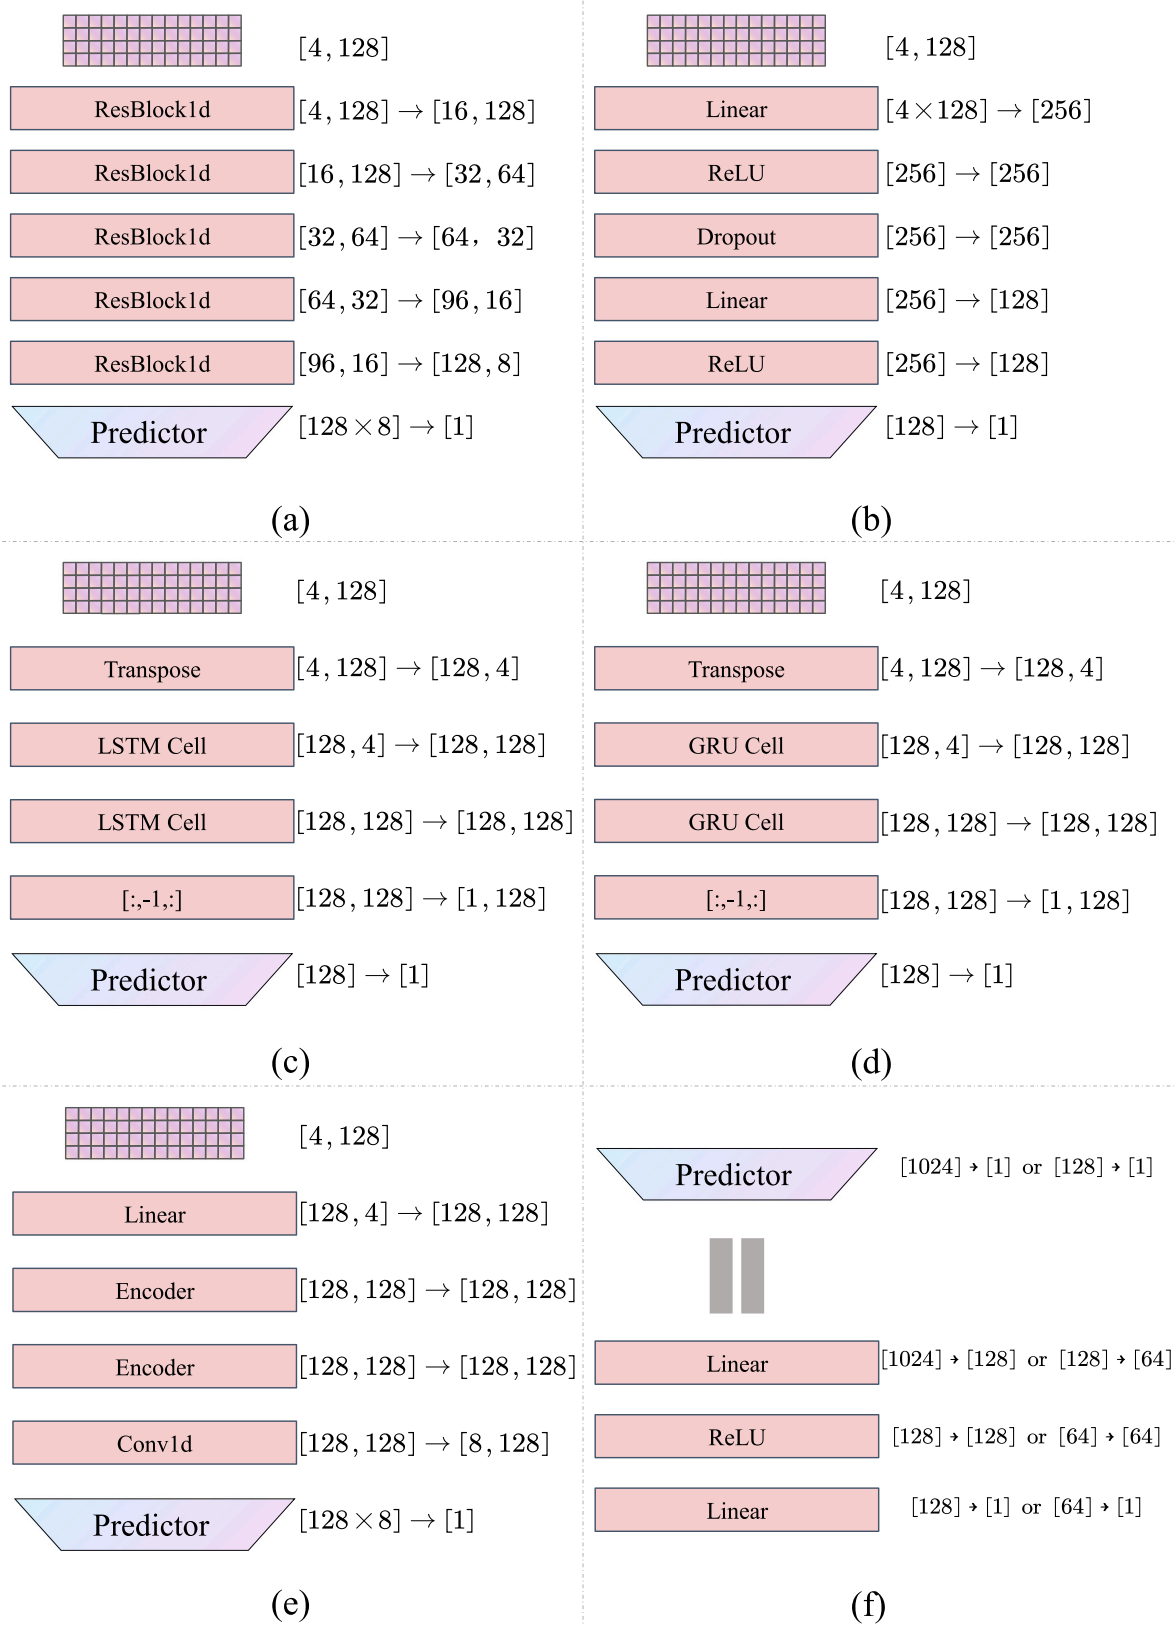 [4, 128]
ResBlock1d [4, 128] → [16, 128]
ResBlock1d [16, 128] → [32, 64]
ResBlock1d [32, 64] → [64, 32]
ResBlock1d [64, 32] → [96, 16]
ResBlock1d [96, 16] → [128, 8]
Predictor [128 × 8] → [1]
(a)
[4, 128]
Linear [4 × 128] → [256]
ReLU [256] → [256]
Dropout [256] → [256]
Linear [256] → [128]
ReLU [256] → [128]
Predictor [128] → [1]
(b)
[4, 128]
Transpose [4, 128] → [128, 4]
LSTM Cell [128, 4] → [128, 128]
LSTM Cell [128, 128] → [128, 128]
[:,-1,:] [128, 128] → [1, 128]
Predictor [128] → [1]
(c)
[4, 128]
Transpose [4, 128] → [128, 4]
GRU Cell [128, 4] → [128, 128]
GRU Cell [128, 128] → [128, 128]
[:,-1,:] [128, 128] → [1, 128]
Predictor [128] → [1]
(d)
[4, 128]
Linear [128, 4] → [128, 128]
Encoder [128, 128] → [128, 128]
Encoder [128, 128] → [128, 128]
Conv1d [128, 128] → [8, 128]
Predictor [128 × 8] → [1]
(e)
Predictor [1024] → [1] or [128] → [1]
Linear [1024] → [128] or [128] → [64]
ReLU [128] → [128] or [64] → [64]
Linear [128] → [1] or [64] → [1]
(f)